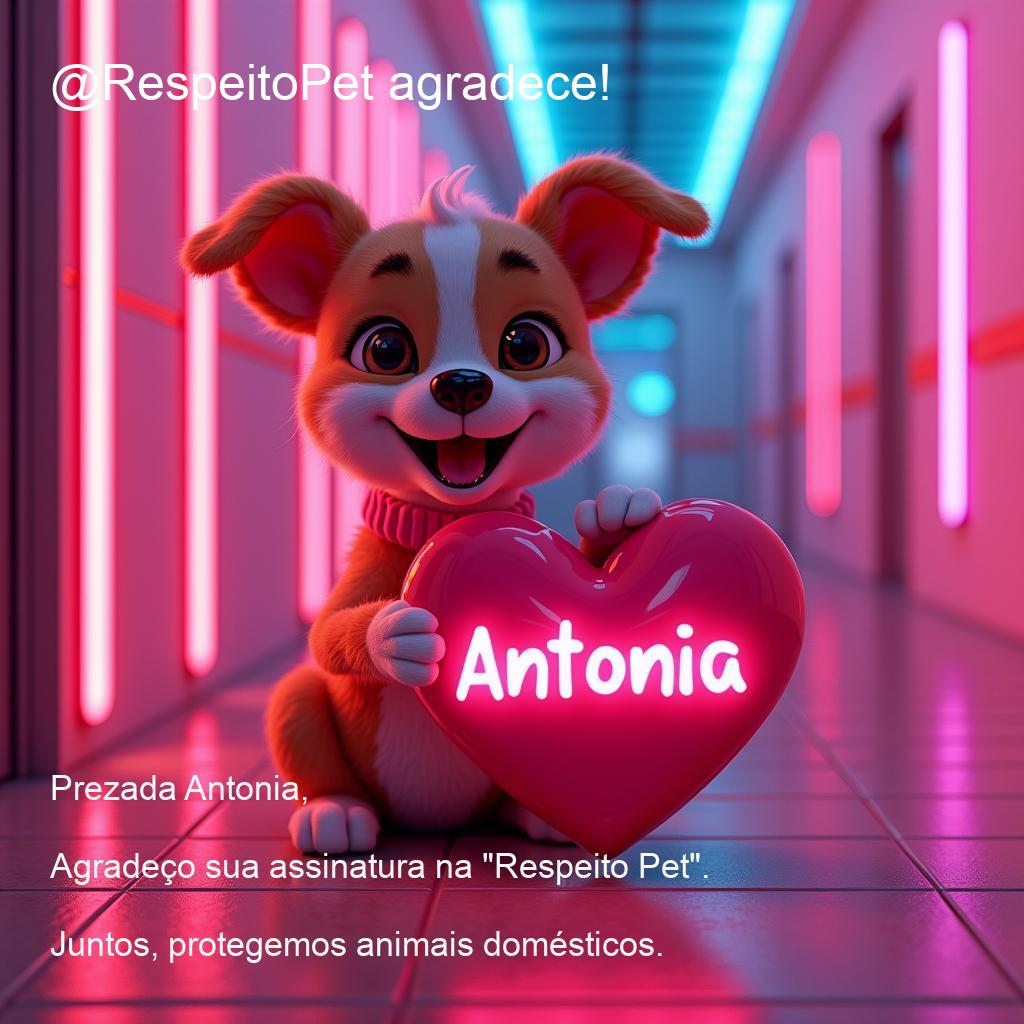 @RespeitoPet agradece!
Antonia
Prezada Antonia,
Agradeço sua assinatura na "Respeito Pet".
Juntos, protegemos animais domésticos.